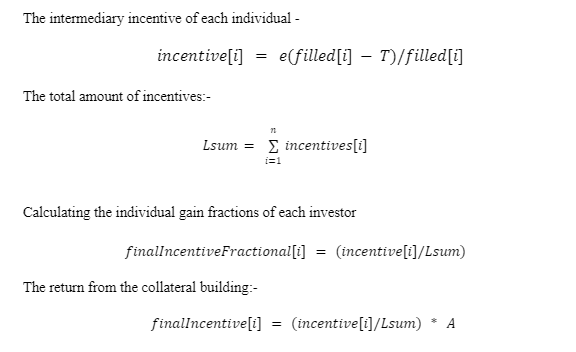 The intermediary incentive of each individual -
incentive[i] = e(filled[i] − T)/filled[i]
The total amount of incentives:-
n
Lsum = Σ incentives[i]
i=1
Calculating the individual gain fractions of each investor
finalIncentiveFractional[i] = (incentive[i]/Lsum)
The return from the collateral building:-
finalIncentive[i] = (incentive[i]/Lsum) * A